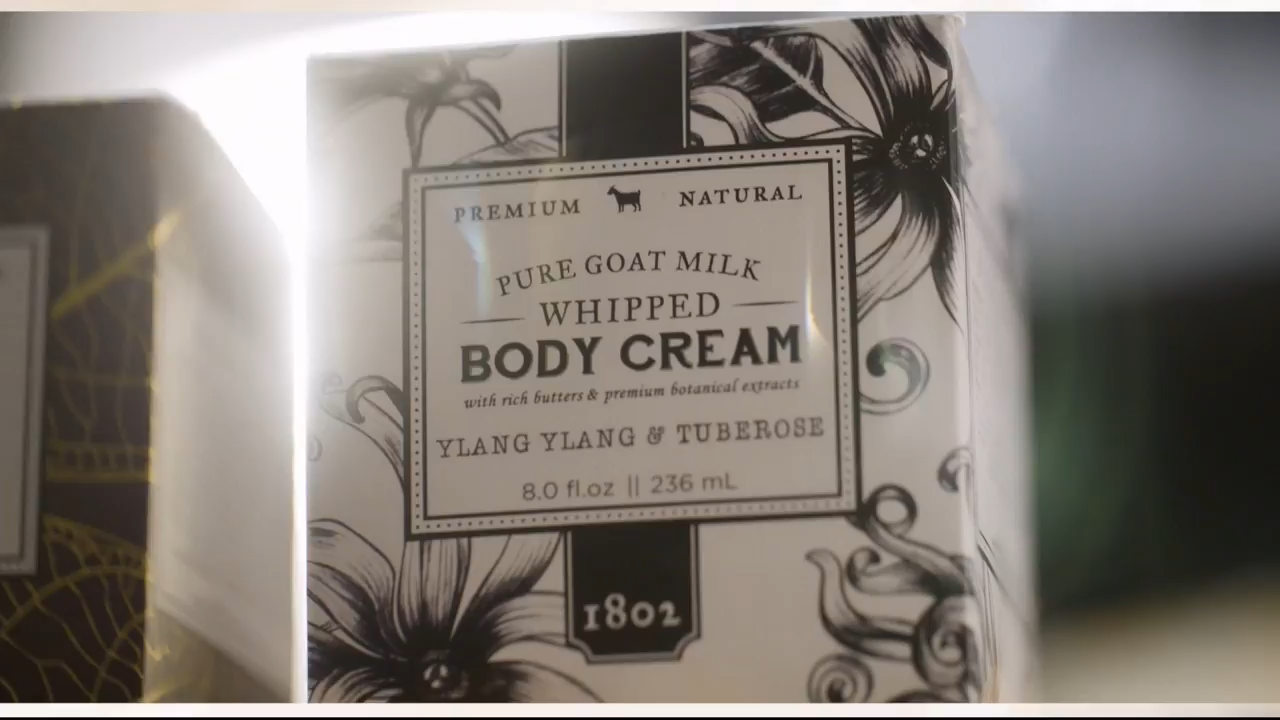 PREMIUM NATURAL
PURE GOAT MILK
WHIPPED
BODY CREAM
with rich butters & premium botanical extracts
YLANG YLANG & TUBEROSE
8.0 fl.oz || 236 mL
1802